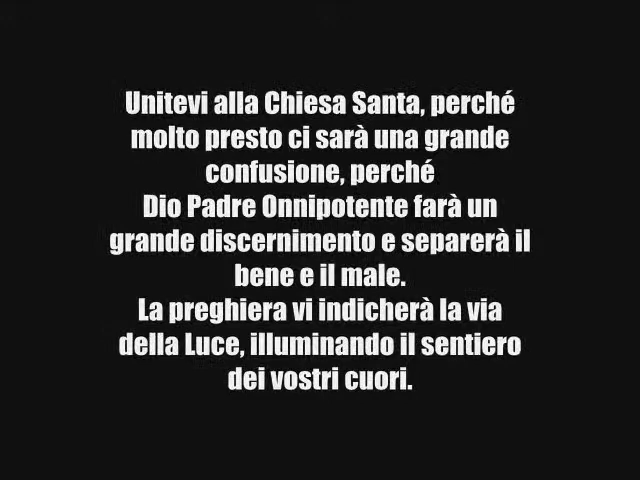 Unitevi alla Chiesa Santa, perché
molto presto ci sarà una grande
confusione, perché
Dio Padre Onnipotente farà un
grande discernimento e separerà il
bene e il male.
La preghiera vi indicherà la via
della Luce, illuminando il sentiero
dei vostri cuori.